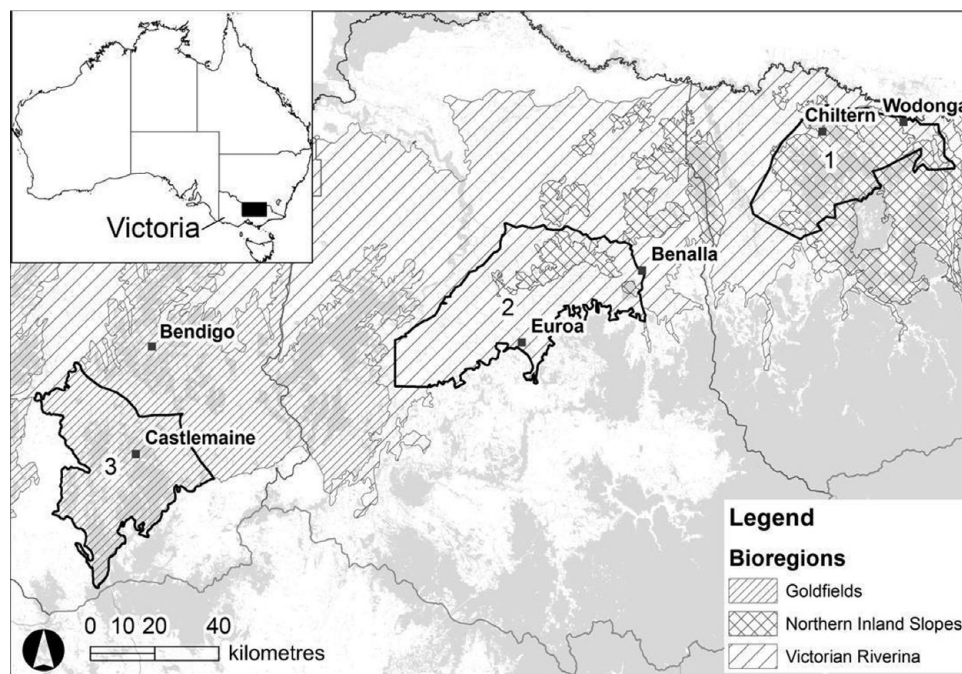 Victoria
Wodonga
Chiltern
1
Benalla
2
Euroa
Bendigo
Castlemaine
3
Legend
Bioregions
Goldfields
Northern Inland Slopes
Victorian Riverina
0 10 20 40
kilometres